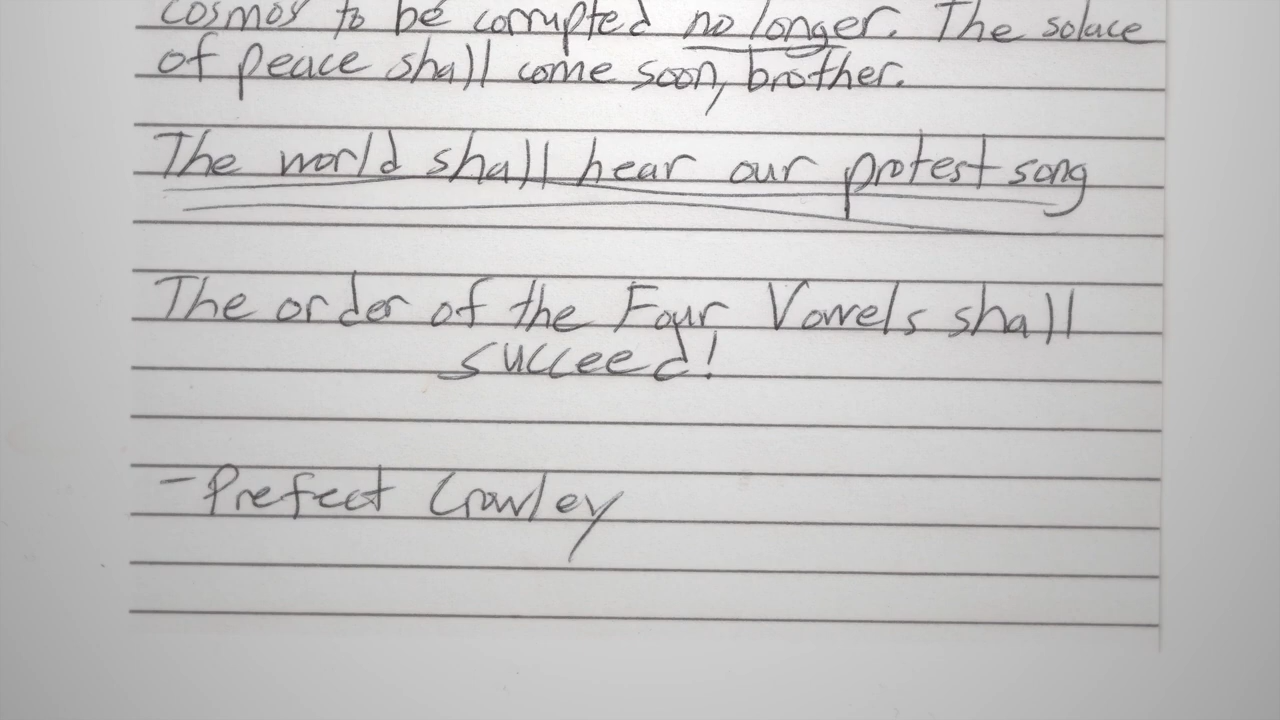 cosmos to be corrupted no longer. The solace
of peace shall come soon, brother.
The world shall hear our protest song
The order of the Four Vowels shall
succeed!
-Prefect Crowley